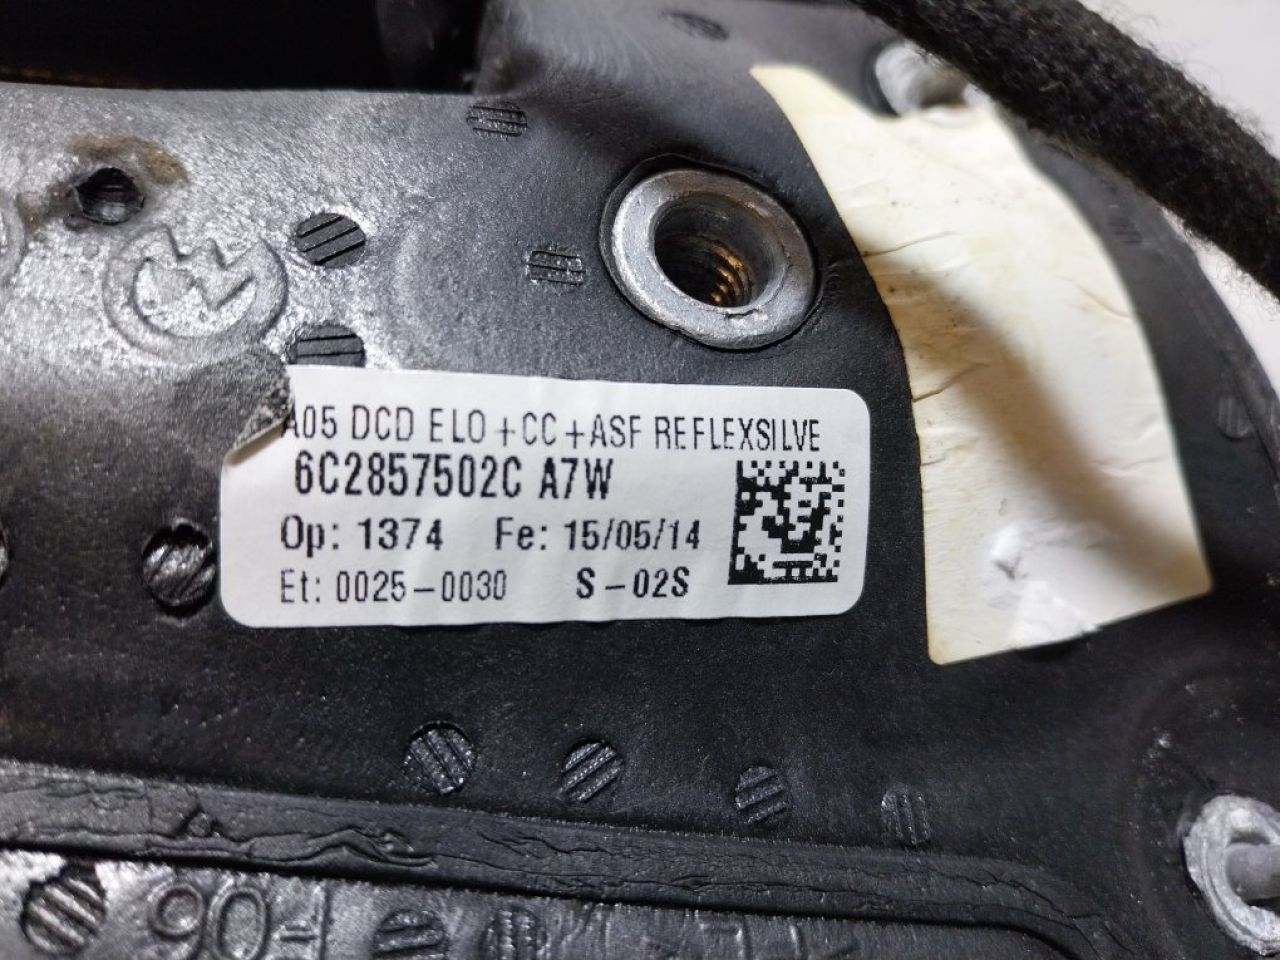 A05 DCD ELO +CC +ASF REFLEXSILVE
6C2857502C A7W
Op: 1374 Fe: 15/05/14
Et: 0025-0030 S-02S